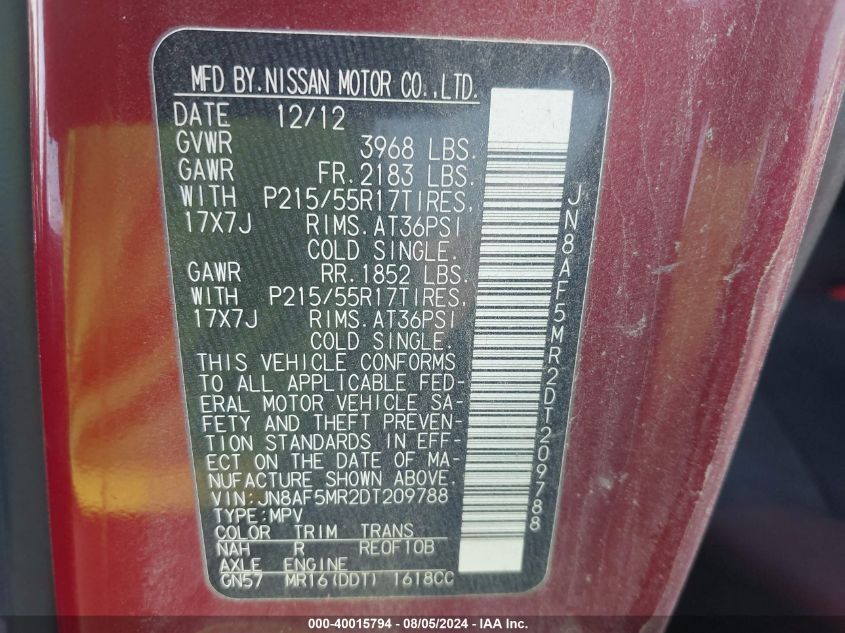 MFD BY.NISSAN MOTOR CO.,LTD.
DATE 12/12
GVWR 3968 LBS.
GAWR FR.2183 LBS.
WITH P215/55R17TIRES,
17X7J RIMS.AT36PSI
COLD SINGLE.
GAWR RR.1852 LBS.
WITH P215/55R17TIRES,
17X7J RIMS.AT36PSI
COLD SINGLE.
THIS VEHICLE CONFORMS
TO ALL APPLICABLE FED-
ERAL MOTOR VEHICLE SA-
FETY AND THEFT PREVEN-
TION STANDARDS IN EFF-
ECT ON THE DATE OF MA-
NUFACTURE SHOWN ABOVE.
VIN:JN8AF5MR2DT209788
TYPE:MPV
COLOR TRIM TRANS
NAH R RE0F10B
AXLE ENGINE
GN57 MR16(DDT) 1618CC
JN8AF5MR2DT209788
000-40015794 - 08/05/2024 - IAA Inc.